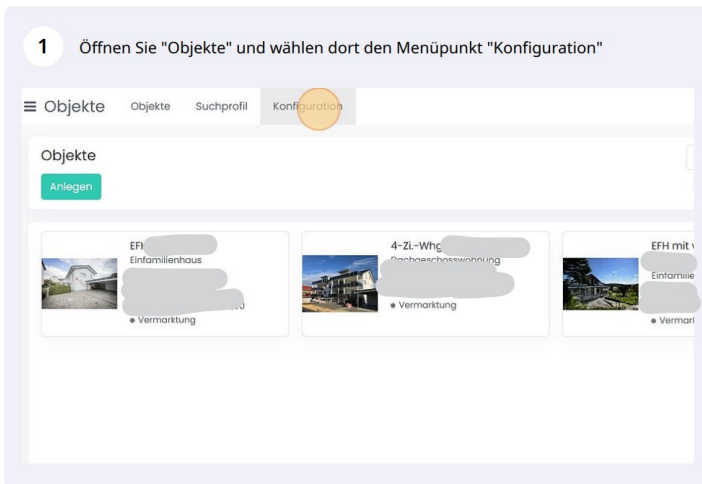 1 Öffnen Sie "Objekte" und wählen dort den Menüpunkt "Konfiguration"
Objekte Objekte Suchprofil Konfiguration
Objekte
Anlegen
Einfamilienhaus
Vermarktung
4-Zi.-Whg
Dachgeschosswohnung
Vermarktung
EFH mit